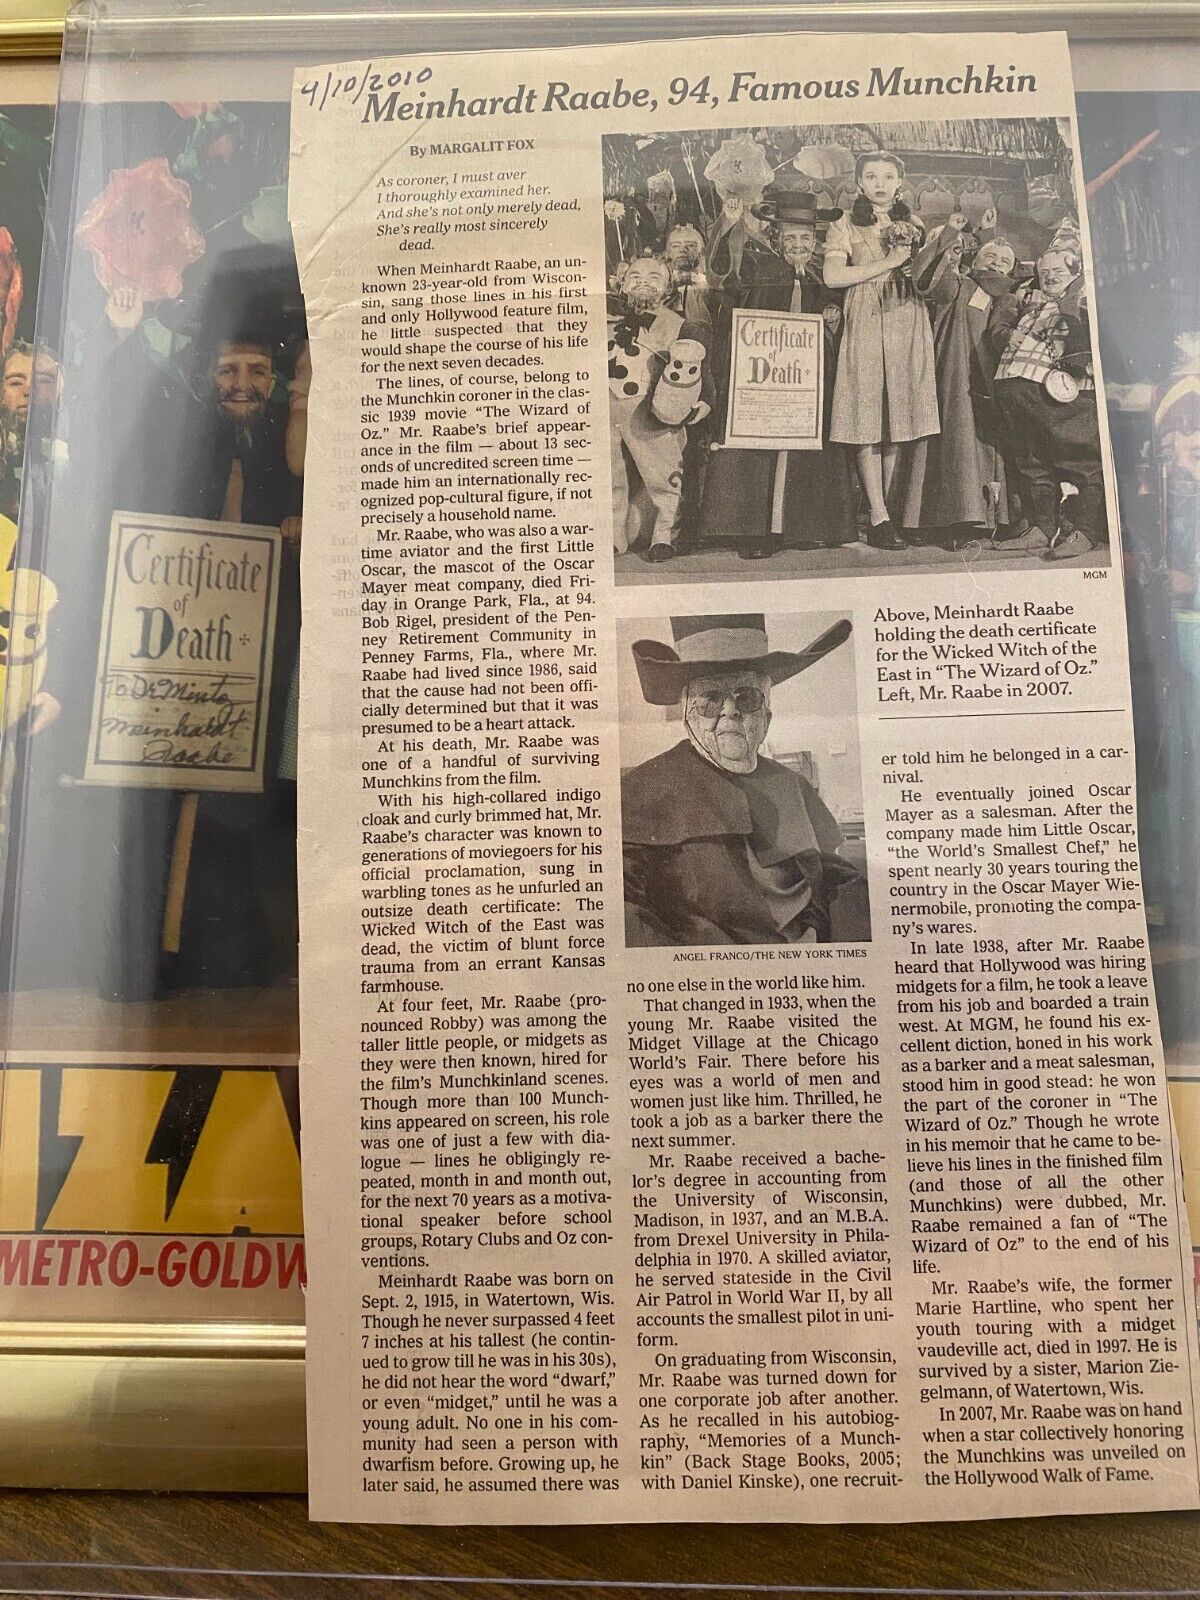 4/10/2010
Meinhardt Raabe, 94, Famous Munchkin
By MARGALIT FOX
As coroner, I must aver
I thoroughly examined her,
And she's not only merely dead,
She's really most sincerely
dead.
When Meinhardt Raabe, an un-
known 23-year-old from Wiscon-
sin, sang those lines in his first
and only Hollywood feature film,
he little suspected that they
would shape the course of his life
for the next seven decades.
The lines, of course, belong to
the Munchkin coroner in the clas-
sic 1939 movie "The Wizard of
Oz." Mr. Raabe's brief appear-
ance in the film — about 13 sec-
onds of uncredited screen time —
made him an internationally rec-
ognized pop-cultural figure, if not
precisely a household name.
Mr. Raabe, who was also a war-
time aviator and the first Little
Oscar, the mascot of the Oscar
Mayer meat company, died Fri-
day in Orange Park, Fla., at 94.
Bob Rigel, president of the Pen-
ney Retirement Community in
Penney Farms, Fla., where Mr.
Raabe had lived since 1986, said
that the cause had not been offi-
cially determined but that it was
presumed to be a heart attack.
At his death, Mr. Raabe was
one of a handful of surviving
Munchkins from the film.
With his high-collared indigo
cloak and curly brimmed hat, Mr.
Raabe's character was known to
generations of moviegoers for his
official proclamation, sung in
warbling tones as he unfurled an
outsize death certificate: The
Wicked Witch of the East was
dead, the victim of blunt force
trauma from an errant Kansas
farmhouse.
At four feet, Mr. Raabe (pro-
nounced Robby) was among the
taller little people, or midgets as
they were then known, hired for
the film's Munchkinland scenes.
Though more than 100 Munch-
kins appeared on screen, his role
was one of just a few with dia-
logue — lines he obligingly re-
peated, month in and month out,
for the next 70 years as a motiva-
tional speaker before school
groups, Rotary Clubs and Oz con-
ventions.
Meinhardt Raabe was born on
Sept. 2, 1915, in Watertown, Wis.
Though he never surpassed 4 feet
7 inches at his tallest (he contin-
ued to grow till he was in his 30s),
he did not hear the word "dwarf,"
or even "midget," until he was a
young adult. No one in his com-
munity had seen a person with
dwarfism before. Growing up, he
later said, he assumed there was
Certificate
of
Death
MGM
Above, Meinhardt Raabe
holding the death certificate
for the Wicked Witch of the
East in "The Wizard of Oz."
Left, Mr. Raabe in 2007.
ANGEL FRANCO/THE NEW YORK TIMES
no one else in the world like him.
That changed in 1933, when the
young Mr. Raabe visited the
Midget Village at the Chicago
World's Fair. There before his
eyes was a world of men and
women just like him. Thrilled, he
took a job as a barker there the
next summer.
Mr. Raabe received a bache-
lor's degree in accounting from
the University of Wisconsin,
Madison, in 1937, and an M.B.A.
from Drexel University in Phila-
delphia in 1970. A skilled aviator,
he served stateside in the Civil
Air Patrol in World War II, by all
accounts the smallest pilot in uni-
form.
On graduating from Wisconsin,
Mr. Raabe was turned down for
one corporate job after another.
As he recalled in his autobiog-
raphy, "Memories of a Munch-
kin" (Back Stage Books, 2005;
with Daniel Kinske), one recruit-
er told him he belonged in a car-
nival.
He eventually joined Oscar
Mayer as a salesman. After the
company made him Little Oscar,
"the World's Smallest Chef," he
spent nearly 30 years touring the
country in the Oscar Mayer Wie-
nermobile, promoting the compa-
ny's wares.
In late 1938, after Mr. Raabe
heard that Hollywood was hiring
midgets for a film, he took a leave
from his job and boarded a train
west. At MGM, he found his ex-
cellent diction, honed in his work
as a barker and a meat salesman,
stood him in good stead: he won
the part of the coroner in "The
Wizard of Oz." Though he wrote
in his memoir that he came to be-
lieve his lines in the finished film
(and those of all the other
Munchkins) were dubbed, Mr.
Raabe remained a fan of "The
Wizard of Oz" to the end of his
life.
Mr. Raabe's wife, the former
Marie Hartline, who spent her
youth touring with a midget
vaudeville act, died in 1997. He is
survived by a sister, Marion Zie-
gelmann, of Watertown, Wis.
In 2007, Mr. Raabe was on hand
when a star collectively honoring
the Munchkins was unveiled on
the Hollywood Walk of Fame.
Certificate
of
Death
To Dr Mintz
Meinhardt
Raabe
IZA
METRO-GOLDW